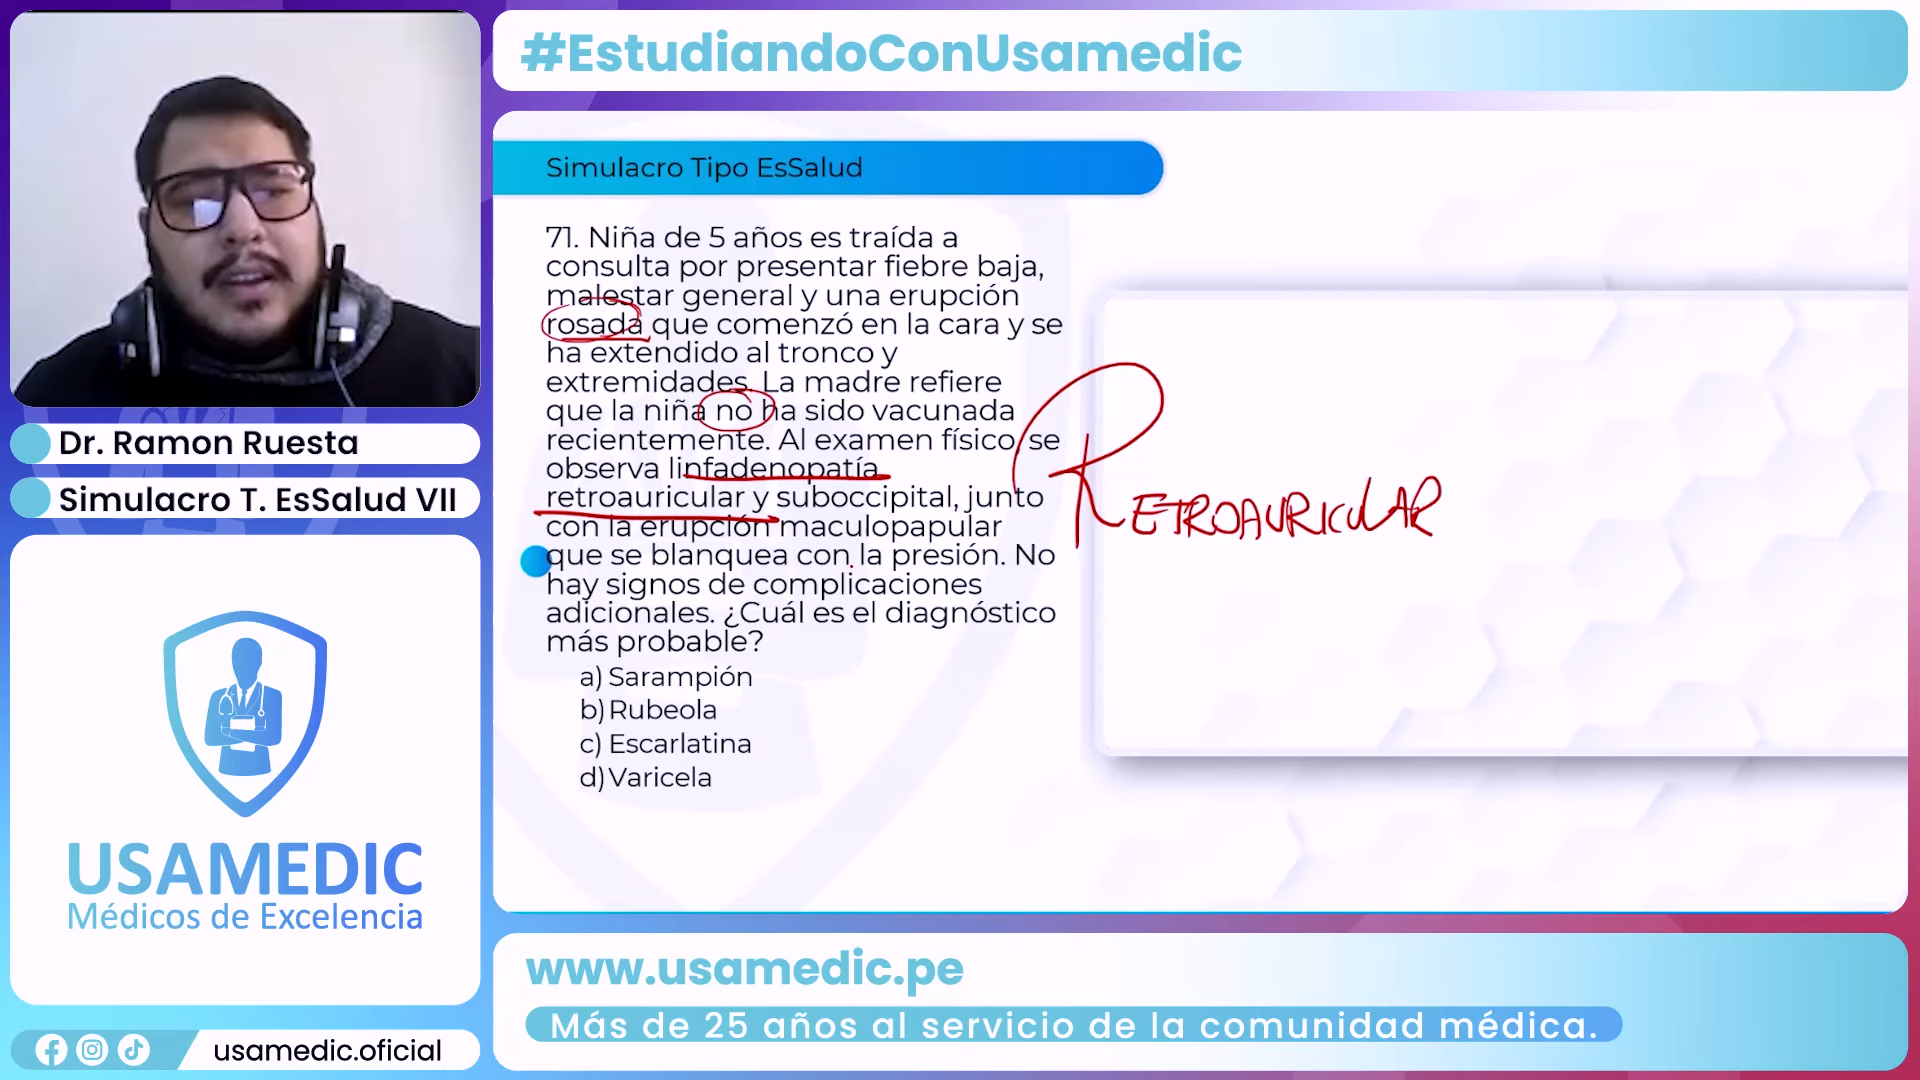 #EstudiandoConUsamedic
Simulacro Tipo EsSalud
71. Niña de 5 años es traída a
consulta por presentar fiebre baja,
malestar general y una erupción
rosada que comenzó en la cara y se
ha extendido al tronco y
extremidades. La madre refiere
que la niña no ha sido vacunada
recientemente. Al examen físico, se
observa linfadenopatía
retroauricular y suboccipital, junto
con la erupción maculopapular
que se blanquea con la presión. No
hay signos de complicaciones
adicionales. ¿Cuál es el diagnóstico
más probable?
a) Sarampión
b) Rubeola
c) Escarlatina
d) Varicela
RETROAURICULAR
Dr. Ramon Ruesta
Simulacro T. EsSalud VII
USAMEDIC
Médicos de Excelencia
usamedic.oficial
www.usamedic.pe
Más de 25 años al servicio de la comunidad médica.